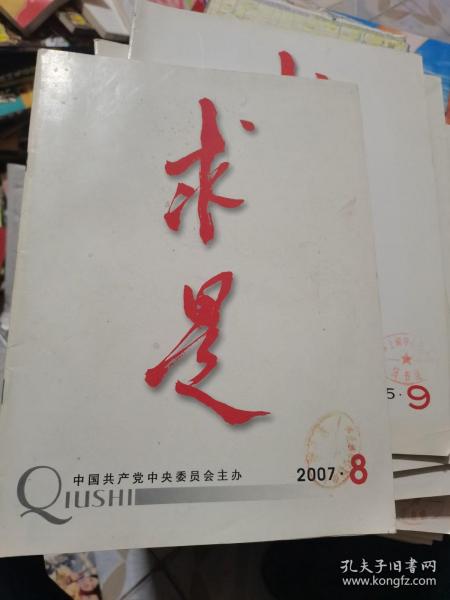 求是
中国共产党中央委员会主办
QIUSHI
2007·8
5·9
孔夫子旧书网
www.kongfz.com